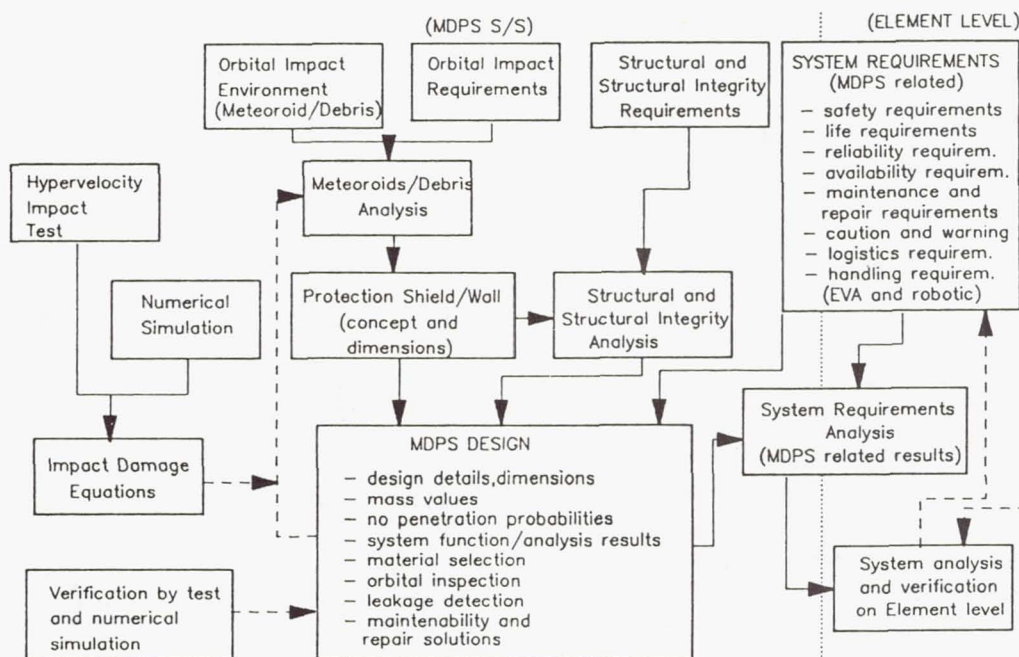 (MDPS S/S)
(ELEMENT LEVEL)
Orbital Impact
Environment
(Meteoroid/Debris)
Orbital Impact
Requirements
Structural and
Structural Integrity
Requirements
SYSTEM REQUIREMENTS
(MDPS related)
– safety requirements
– life requirements
– reliability requirem.
– availability requirem.
– maintenance and
repair requirements
– caution and warning
– logistics requirem.
– handling requirem.
(EVA and robotic)
Hypervelocity
Impact
Test
Meteoroids/Debris
Analysis
Numerical
Simulation
Protection Shield/Wall
(concept and
dimensions)
Structural and
Structural Integrity
Analysis
System Requirements
Analysis
(MDPS related results)
Impact Damage
Equations
MDPS DESIGN
– design details,dimensions
– mass values
– no penetration probabilities
– system function/analysis results
– material selection
– orbital inspection
– leakage detection
– maintenability and
repair solutions
Verification by test
and numerical
simulation
System analysis
and verification
on Element level